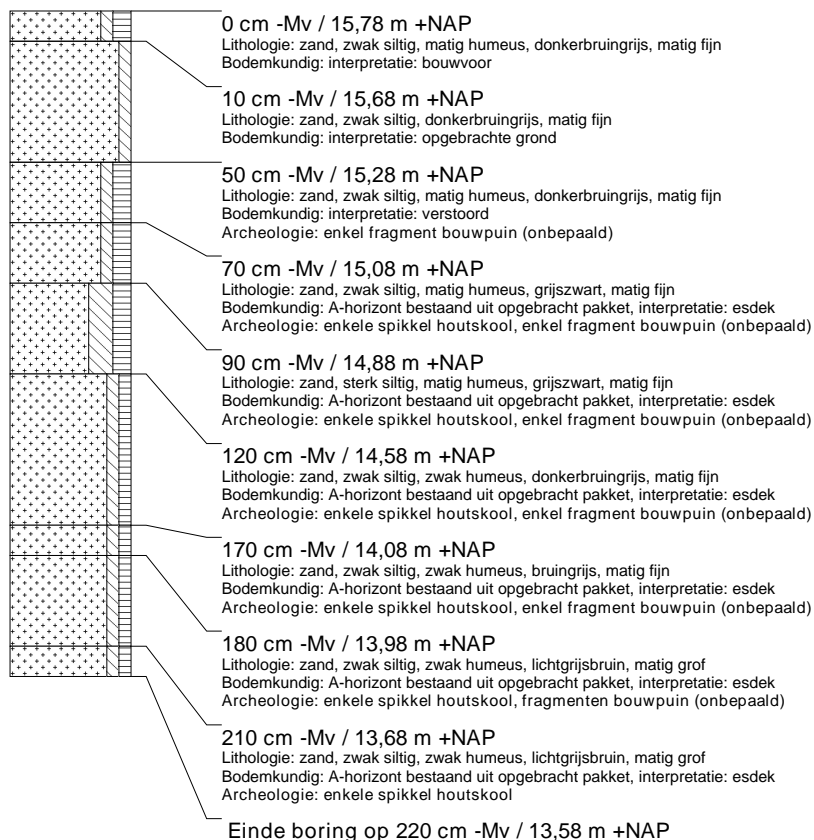 0 cm -Mv / 15,78 m +NAP
Lithologie: zand, zwak siltig, matig humeus, donkerbruingrijs, matig fijn
Bodemkundig: interpretatie: bouwvoor
10 cm -Mv / 15,68 m +NAP
Lithologie: zand, zwak siltig, donkerbruingrijs, matig fijn
Bodemkundig: interpretatie: opgebrachte grond
50 cm -Mv / 15,28 m +NAP
Lithologie: zand, zwak siltig, matig humeus, donkerbruingrijs, matig fijn
Bodemkundig: interpretatie: verstoord
Archeologie: enkel fragment bouwpuin (onbepaald)
70 cm -Mv / 15,08 m +NAP
Lithologie: zand, zwak siltig, matig humeus, grijszwart, matig fijn
Bodemkundig: A-horizont bestaand uit opgebracht pakket, interpretatie: esdek
Archeologie: enkele spikkel houtskool, enkel fragment bouwpuin (onbepaald)
90 cm -Mv / 14,88 m +NAP
Lithologie: zand, sterk siltig, matig humeus, grijszwart, matig fijn
Bodemkundig: A-horizont bestaand uit opgebracht pakket, interpretatie: esdek
Archeologie: enkele spikkel houtskool, enkel fragment bouwpuin (onbepaald)
120 cm -Mv / 14,58 m +NAP
Lithologie: zand, zwak siltig, zwak humeus, donkerbruingrijs, matig fijn
Bodemkundig: A-horizont bestaand uit opgebracht pakket, interpretatie: esdek
Archeologie: enkele spikkel houtskool, enkel fragment bouwpuin (onbepaald)
170 cm -Mv / 14,08 m +NAP
Lithologie: zand, zwak siltig, zwak humeus, bruingrijs, matig fijn
Bodemkundig: A-horizont bestaand uit opgebracht pakket, interpretatie: esdek
Archeologie: enkele spikkel houtskool, enkel fragment bouwpuin (onbepaald)
180 cm -Mv / 13,98 m +NAP
Lithologie: zand, zwak siltig, zwak humeus, lichtgrijsbruin, matig grof
Bodemkundig: A-horizont bestaand uit opgebracht pakket, interpretatie: esdek
Archeologie: enkele spikkel houtskool, fragmenten bouwpuin (onbepaald)
210 cm -Mv / 13,68 m +NAP
Lithologie: zand, zwak siltig, zwak humeus, lichtgrijsbruin, matig grof
Bodemkundig: A-horizont bestaand uit opgebracht pakket, interpretatie: esdek
Archeologie: enkele spikkel houtskool
Einde boring op 220 cm -Mv / 13,58 m +NAP